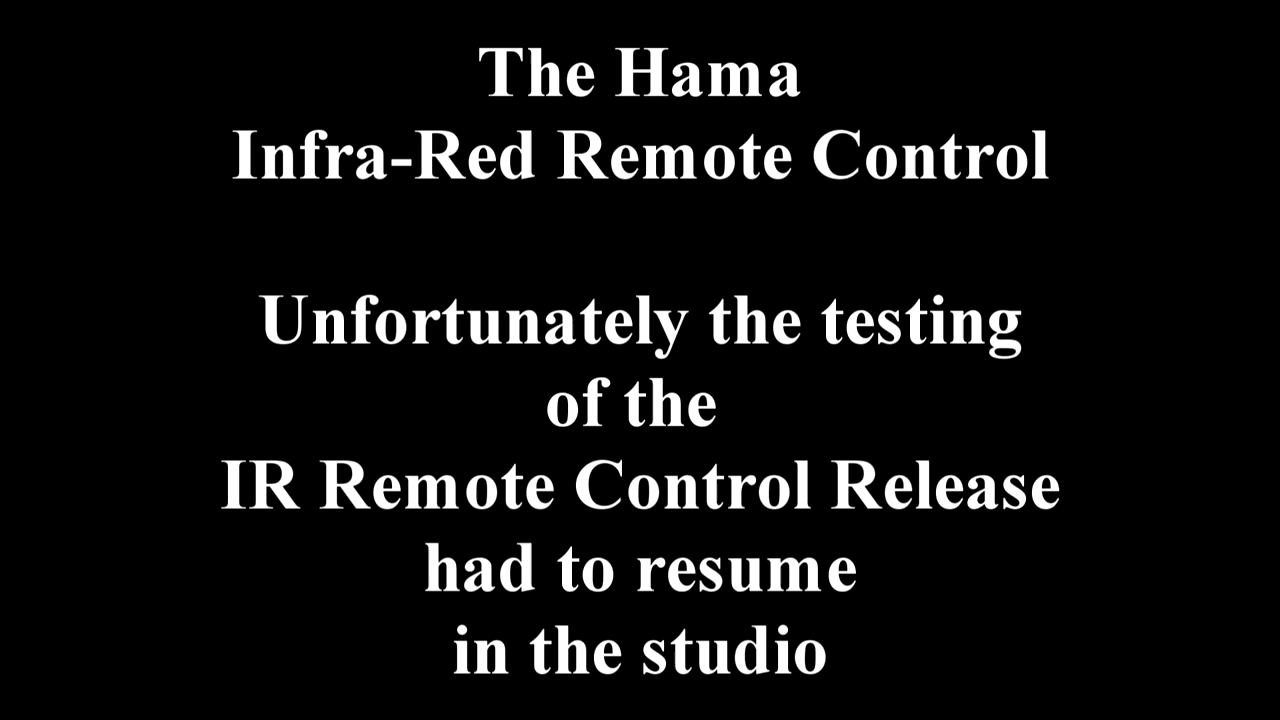 The Hama
Infra-Red Remote Control
Unfortunately the testing
of the
IR Remote Control Release
had to resume
in the studio